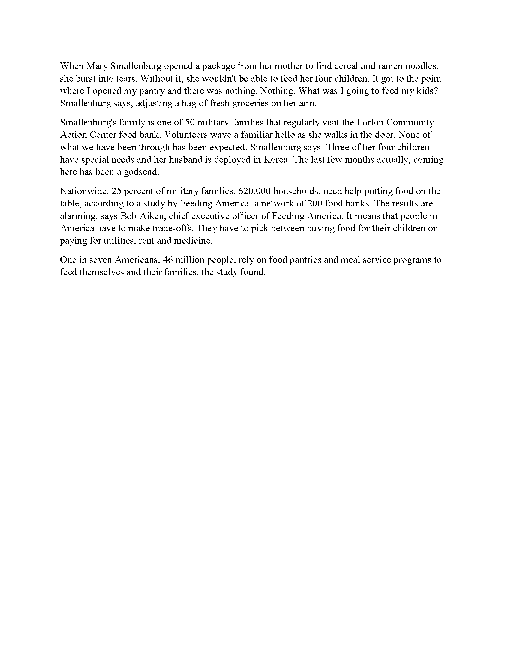 When Mary Smallenburg opened a package from her mother to find cereal and ramen noodles,
she burst into tears. Without it, she wouldn't be able to feed her four children. It got to the point
where I opened my pantry and there was nothing. Nothing. What was I going to feed my kids?
Smallenburg says, adjusting a bag of fresh groceries on her arm.
Smallenburg's family is one of 50 military families that regularly visit the Lorton Community
Action Center food bank. Volunteers wave a familiar hello as she walks in the door. None of
what we have been through has been expected, Smallenburg says. Three of her four children
have special needs and her husband is deployed in Korea. The last few months actually, coming
here has been a godsend.
Nationwide, 25 percent of military families, 620,000 households, need help putting food on the
table, according to a study by Feeding America, a network of 200 food banks. The results are
alarming, says Bob Aiken, chief executive officer of Feeding America. It means that people in
America have to make trade-offs. They have to pick between buying food for their children or
paying for utilities, rent and medicine.
One in seven Americans, 46 million people, rely on food pantries and meal service programs to
feed themselves and their families, the study found.